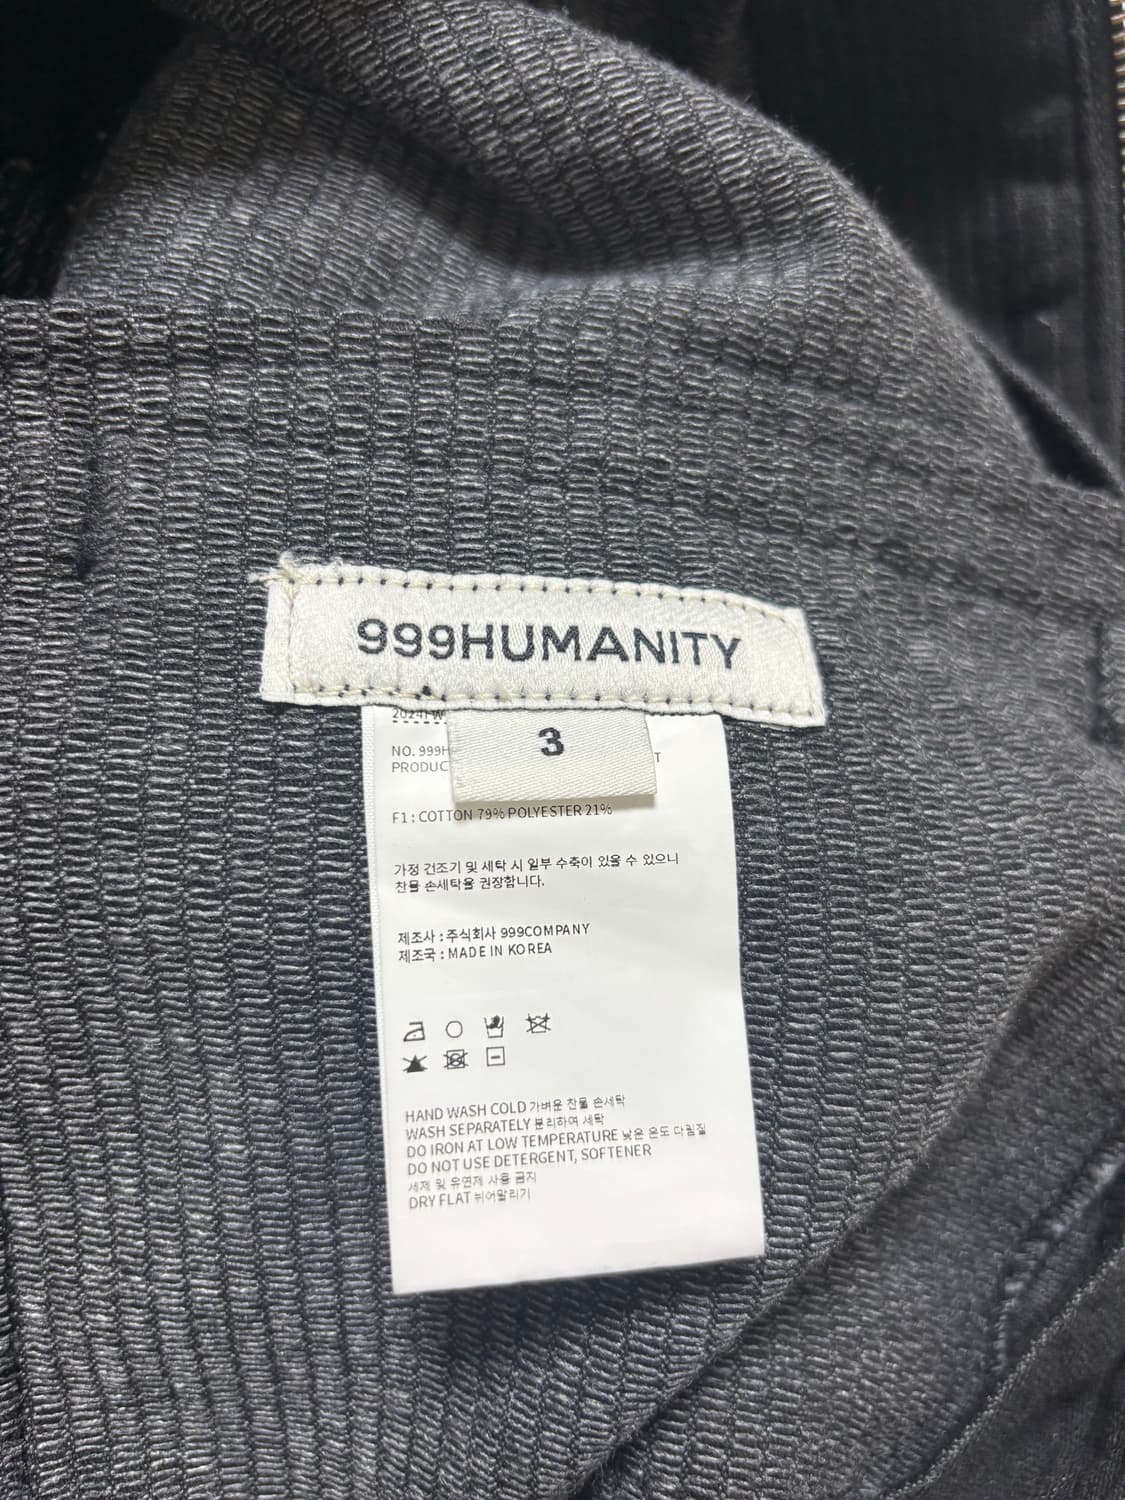 999HUMANITY
3
NO. 999H
F1 : COTTON 79% POLYESTER 21%
가정 건조기 및 세탁 시 일부 수축이 있을 수 있으니
찬물 손세탁을 권장합니다.
제조사 : 주식회사 999COMPANY
제조국 : MADE IN KOREA
HAND WASH COLD 가벼운 찬물 손세탁
WASH SEPARATELY 분리하여 세탁
DO IRON AT LOW TEMPERATURE 낮은 온도 다림질
DO NOT USE DETERGENT, SOFTENER
세제 및 유연제 사용 금지
DRY FLAT 뉘어말리기